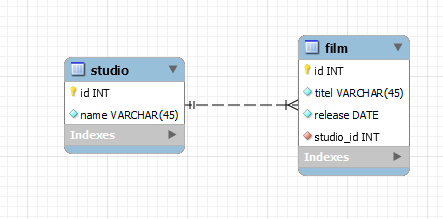 studio
id INT
name VARCHAR(45)
Indexes
film
id INT
titel VARCHAR(45)
release DATE
studio_id INT
Indexes